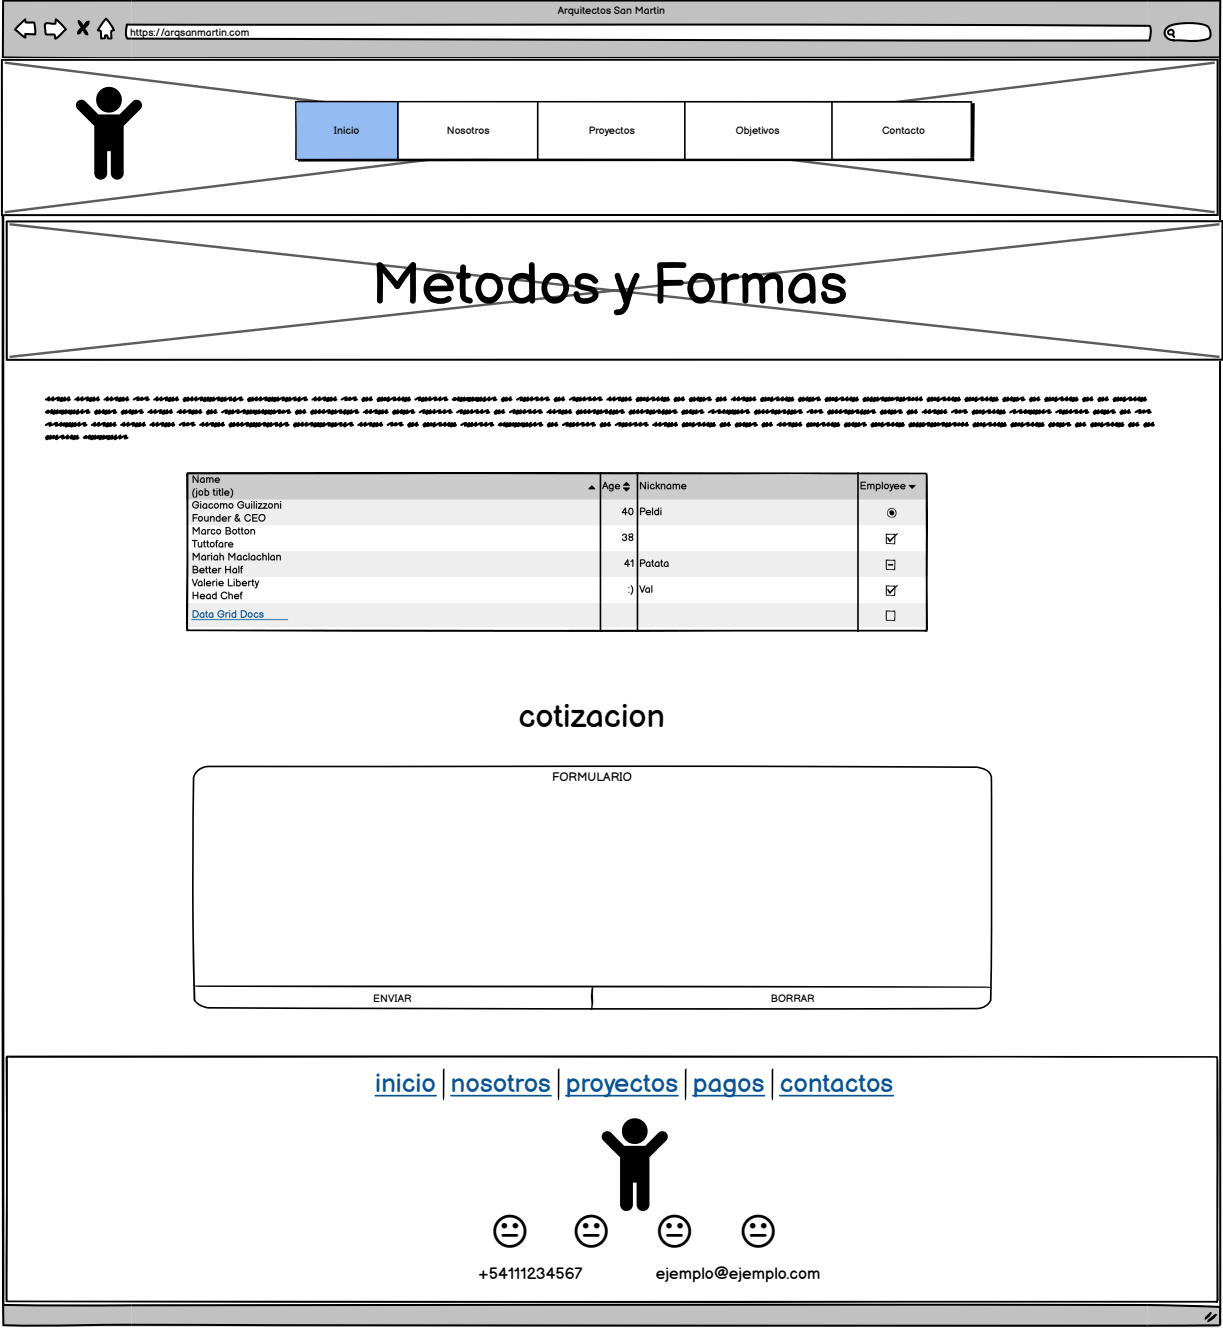 Arquitectos San Martin
https://arqsanmartin.com
Inicio Nosotros Proyectos Objetivos Contacto
Metodos y Formas
Name
(job title) Age Nickname Employee
Giacomo Guilizzoni
Founder & CEO 40 Peldi
Marco Botton
Tuttofare 38
Mariah Maclachlan
Better Half 41 Patata
Valerie Liberty
Head Chef :) Val
Data Grid Docs
cotizacion
FORMULARIO
ENVIAR BORRAR
inicio nosotros proyectos pagos contactos
+54111234567 ejemplo@ejemplo.com